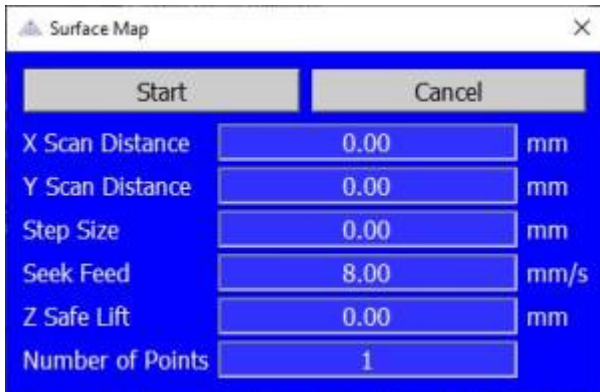 Surface Map
Start Cancel
X Scan Distance 0.00 mm
Y Scan Distance 0.00 mm
Step Size 0.00 mm
Seek Feed 8.00 mm/s
Z Safe Lift 0.00 mm
Number of Points 1